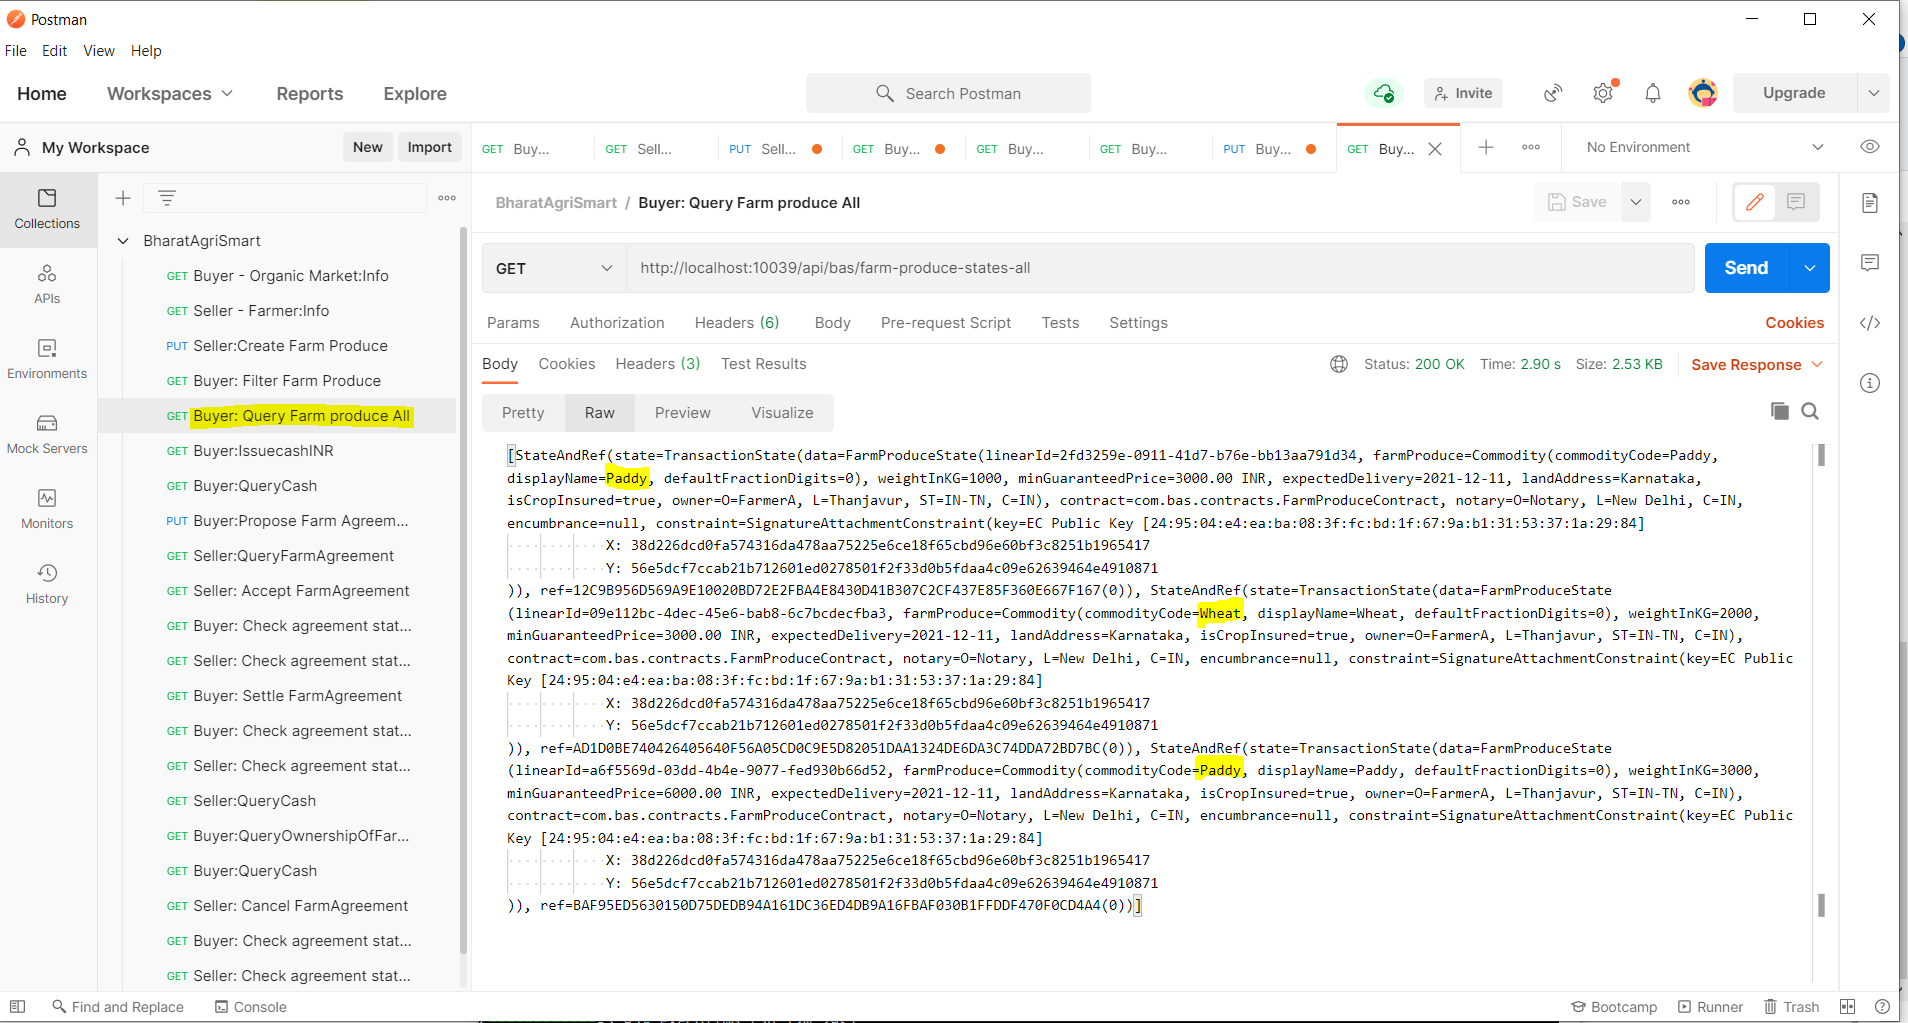 Postman
File Edit View Help
Home Workspaces Reports Explore
Search Postman
Invite
Upgrade
My Workspace
New Import
GET Buy...
GET Sell...
PUT Sell...
GET Buy...
GET Buy...
GET Buy...
PUT Buy...
GET Buy...
No Environment
Collections
APIs
Environments
Mock Servers
Monitors
History
BharatAgriSmart
GET Buyer - Organic Market:Info
GET Seller - Farmer:Info
PUT Seller:Create Farm Produce
GET Buyer: Filter Farm Produce
GET Buyer: Query Farm produce All
GET Buyer:IssuecashINR
GET Buyer:QueryCash
PUT Buyer:Propose Farm Agreem...
GET Seller:QueryFarmAgreement
GET Seller: Accept FarmAgreement
GET Buyer: Check agreement stat...
GET Seller: Check agreement stat...
GET Buyer: Settle FarmAgreement
GET Buyer: Check agreement stat...
GET Seller: Check agreement stat...
GET Seller:QueryCash
GET Buyer:QueryOwnershipOfFar...
GET Buyer:QueryCash
GET Seller: Cancel FarmAgreement
GET Buyer: Check agreement stat...
GET Seller: Check agreement stat...
BharatAgriSmart / Buyer: Query Farm produce All
Save
GET http://localhost:10039/api/bas/farm-produce-states-all
Send
Params Authorization Headers (6) Body Pre-request Script Tests Settings
Cookies
Body Cookies Headers (3) Test Results
Status: 200 OK Time: 2.90 s Size: 2.53 KB Save Response
Pretty Raw Preview Visualize
[StateAndRef(state=TransactionState(data=FarmProduceState(linearId=2fd3259e-0911-41d7-b76e-bb13aa791d34, farmProduce=Commodity(commodityCode=Paddy,
displayName=Paddy, defaultFractionDigits=0), weightInKG=1000, minGuaranteedPrice=3000.00 INR, expectedDelivery=2021-12-11, landAddress=Karnataka,
isCropInsured=true, owner=O=FarmerA, L=Thanjavur, ST=IN-TN, C=IN), contract=com.bas.contracts.FarmProduceContract, notary=O=Notary, L=New Delhi, C=IN,
encumbrance=null, constraint=SignatureAttachmentConstraint(key=EC Public Key [24:95:04:e4:ea:ba:08:3f:fc:bd:1f:67:9a:b1:31:53:37:1a:29:84]
X: 38d226dcd0fa574316da478aa75225e6ce18f65cbd96e60bf3c8251b1965417
Y: 56e5dcf7ccab21b712601ed0278501f2f33d0b5fdaa4c09e62639464e4910871
)), ref=12C9B956D569A9E10020BD72E2FBA4E8430D41B307C2CF437E85F360E667F167(0)), StateAndRef(state=TransactionState(data=FarmProduceState
(linearId=09e112bc-4dec-45e6-bab8-6c7bcdecfba3, farmProduce=Commodity(commodityCode=Wheat, displayName=Wheat, defaultFractionDigits=0), weightInKG=2000,
minGuaranteedPrice=3000.00 INR, expectedDelivery=2021-12-11, landAddress=Karnataka, isCropInsured=true, owner=O=FarmerA, L=Thanjavur, ST=IN-TN, C=IN),
contract=com.bas.contracts.FarmProduceContract, notary=O=Notary, L=New Delhi, C=IN, encumbrance=null, constraint=SignatureAttachmentConstraint(key=EC Public
Key [24:95:04:e4:ea:ba:08:3f:fc:bd:1f:67:9a:b1:31:53:37:1a:29:84]
X: 38d226dcd0fa574316da478aa75225e6ce18f65cbd96e60bf3c8251b1965417
Y: 56e5dcf7ccab21b712601ed0278501f2f33d0b5fdaa4c09e62639464e4910871
)), ref=AD1D0BE740426405640F56A05CD0C9E5D82051DAA1324DE6DA3C74DDA72BD7BC(0)), StateAndRef(state=TransactionState(data=FarmProduceState
(linearId=a6f5569d-03dd-4b4e-9077-fed930b66d52, farmProduce=Commodity(commodityCode=Paddy, displayName=Paddy, defaultFractionDigits=0), weightInKG=3000,
minGuaranteedPrice=6000.00 INR, expectedDelivery=2021-12-11, landAddress=Karnataka, isCropInsured=true, owner=O=FarmerA, L=Thanjavur, ST=IN-TN, C=IN),
contract=com.bas.contracts.FarmProduceContract, notary=O=Notary, L=New Delhi, C=IN, encumbrance=null, constraint=SignatureAttachmentConstraint(key=EC Public
Key [24:95:04:e4:ea:ba:08:3f:fc:bd:1f:67:9a:b1:31:53:37:1a:29:84]
X: 38d226dcd0fa574316da478aa75225e6ce18f65cbd96e60bf3c8251b1965417
Y: 56e5dcf7ccab21b712601ed0278501f2f33d0b5fdaa4c09e62639464e4910871
)), ref=BAF95ED5630150D75DEDB94A161DC36ED4DB9A16FBAF030B1FFDDF470F0CD4A4(0))]
Find and Replace Console
Bootcamp Runner Trash